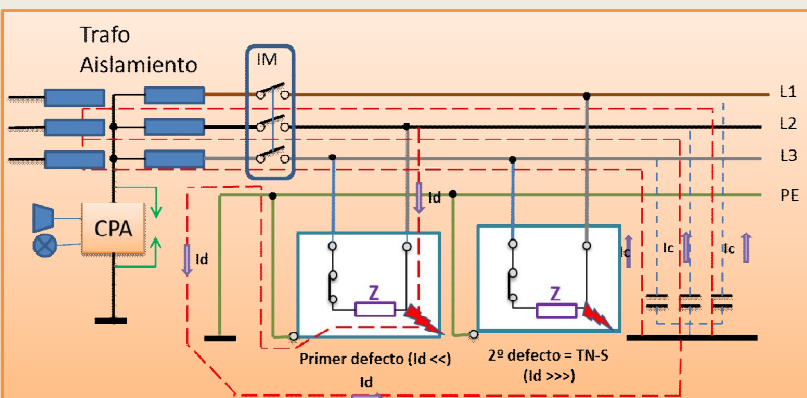 Trafo
Aislamiento
IM
L1
L2
L3
PE
CPA
Id
Id
Ic
Ic
Ic
Z
Z
Primer defecto (Id <<)
2º defecto = TN-S
(Id >>>)
Id